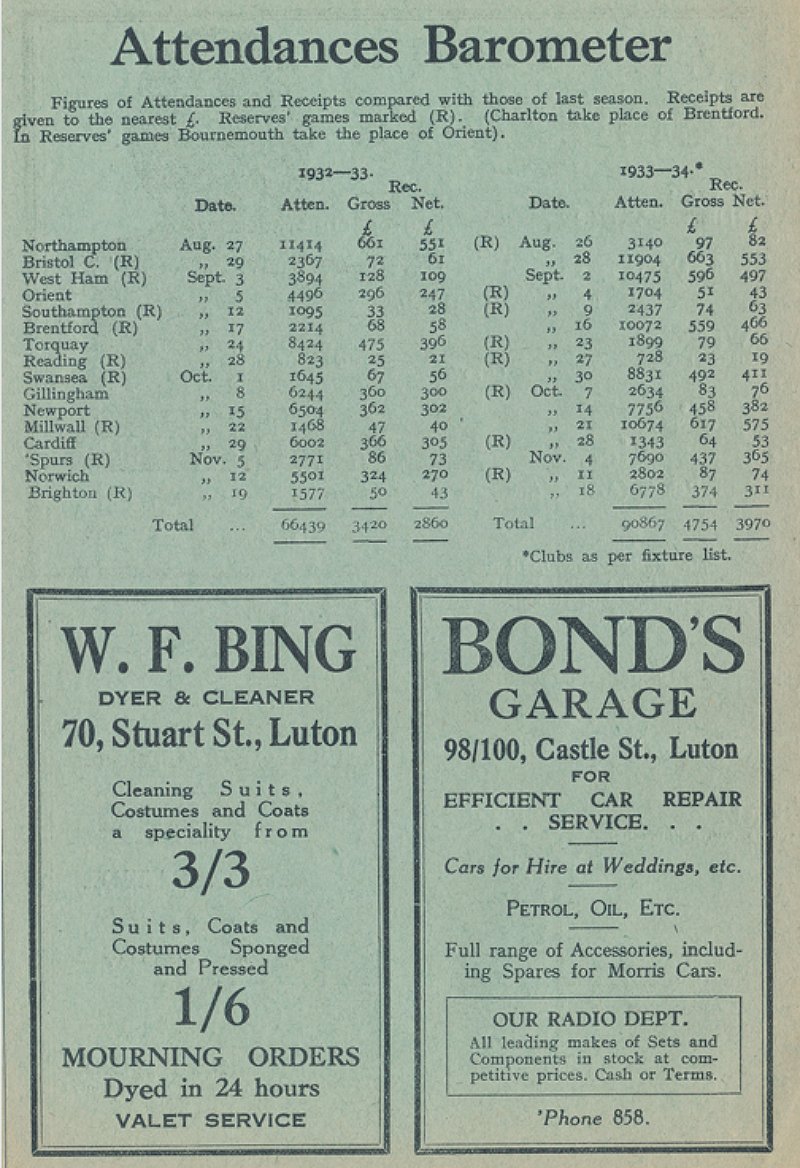 Attendances Barometer
Figures of Attendances and Receipts compared with those of last season. Receipts are
given to the nearest £. Reserves' games marked (R). (Charlton take place of Brentford.
In Reserves' games Bournemouth take the place of Orient).
1932—33. 1933—34.*
Rec. Rec.
Date. Atten. Gross Net. Date. Atten. Gross Net.
£ £ £ £
Northampton Aug. 27 11414 661 551 (R) Aug. 26 3140 97 82
Bristol C. (R) ,, 29 2367 72 61 ,, 28 11904 663 553
West Ham (R) Sept. 3 3894 128 109 Sept. 2 10475 596 497
Orient ,, 5 4496 296 247 (R) ,, 4 1704 51 43
Southampton (R) ,, 12 1095 33 28 (R) ,, 9 2437 74 63
Brentford (R) ,, 17 2214 68 58 ,, 16 10072 559 466
Torquay ,, 24 8424 475 396 (R) ,, 23 1899 79 66
Reading (R) ,, 28 823 25 21 (R) ,, 27 728 23 19
Swansea (R) Oct. 1 1645 67 56 ,, 30 8831 492 411
Gillingham ,, 8 6244 360 300 (R) Oct. 7 2634 83 76
Newport ,, 15 6504 362 302 ,, 14 7756 458 382
Millwall (R) ,, 22 1468 47 40 ,, 21 10674 617 575
Cardiff ,, 29 6002 366 305 (R) ,, 28 1343 64 53
'Spurs (R) Nov. 5 2771 86 73 Nov. 4 7690 437 365
Norwich ,, 12 5501 324 270 (R) ,, 11 2802 87 74
Brighton (R) ,, 19 1577 50 43 ,, 18 6778 374 311
Total ... 66439 3420 2860 Total ... 90867 4754 3970
*Clubs as per fixture list.
W. F. BING
DYER & CLEANER
70, Stuart St., Luton
Cleaning Suits,
Costumes and Coats
a speciality from
3/3
Suits, Coats and
Costumes Sponged
and Pressed
1/6
MOURNING ORDERS
Dyed in 24 hours
VALET SERVICE
BOND'S
GARAGE
98/100, Castle St., Luton
FOR
EFFICIENT CAR REPAIR
. . SERVICE. . .
Cars for Hire at Weddings, etc.
PETROL, OIL, ETC.
Full range of Accessories, includ-
ing Spares for Morris Cars.
OUR RADIO DEPT.
All leading makes of Sets and
Components in stock at com-
petitive prices. Cash or Terms.
'Phone 858.